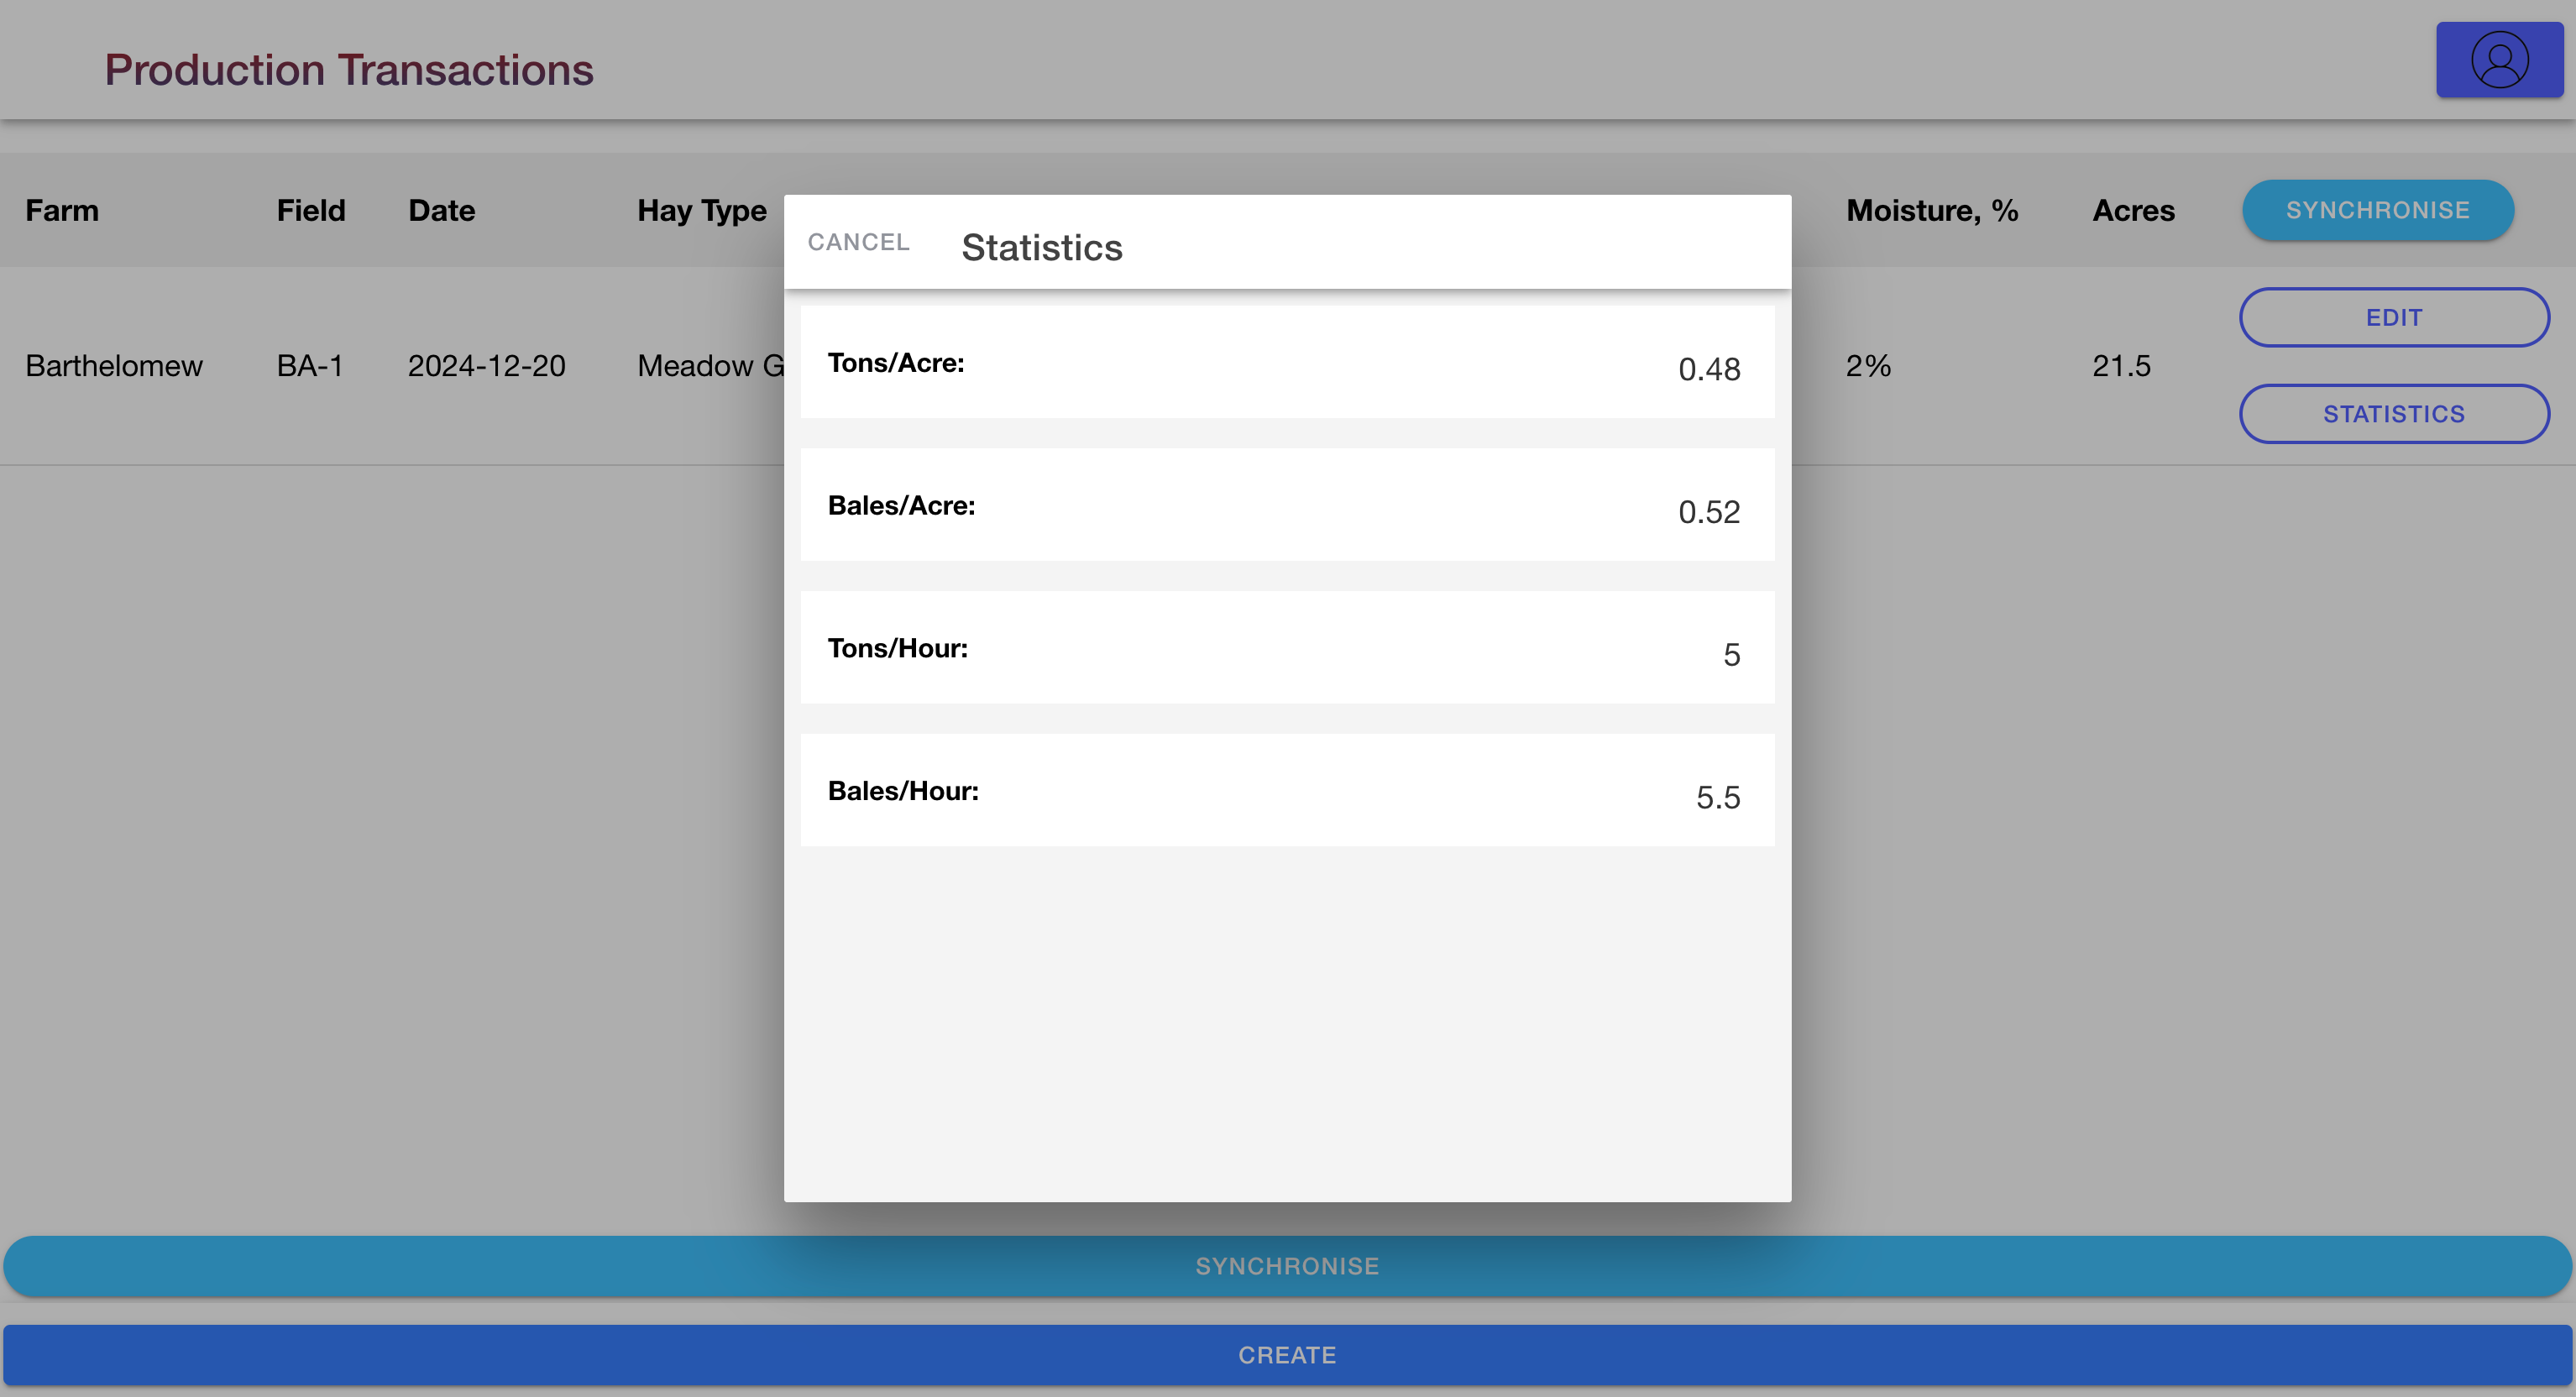 Production Transactions
Farm Field Date Hay Type Moisture, % Acres SYNCHRONISE
Barthelomew BA-1 2024-12-20 Meadow G 2% 21.5
EDIT
STATISTICS
CANCEL Statistics
Tons/Acre: 0.48
Bales/Acre: 0.52
Tons/Hour: 5
Bales/Hour: 5.5
SYNCHRONISE
CREATE